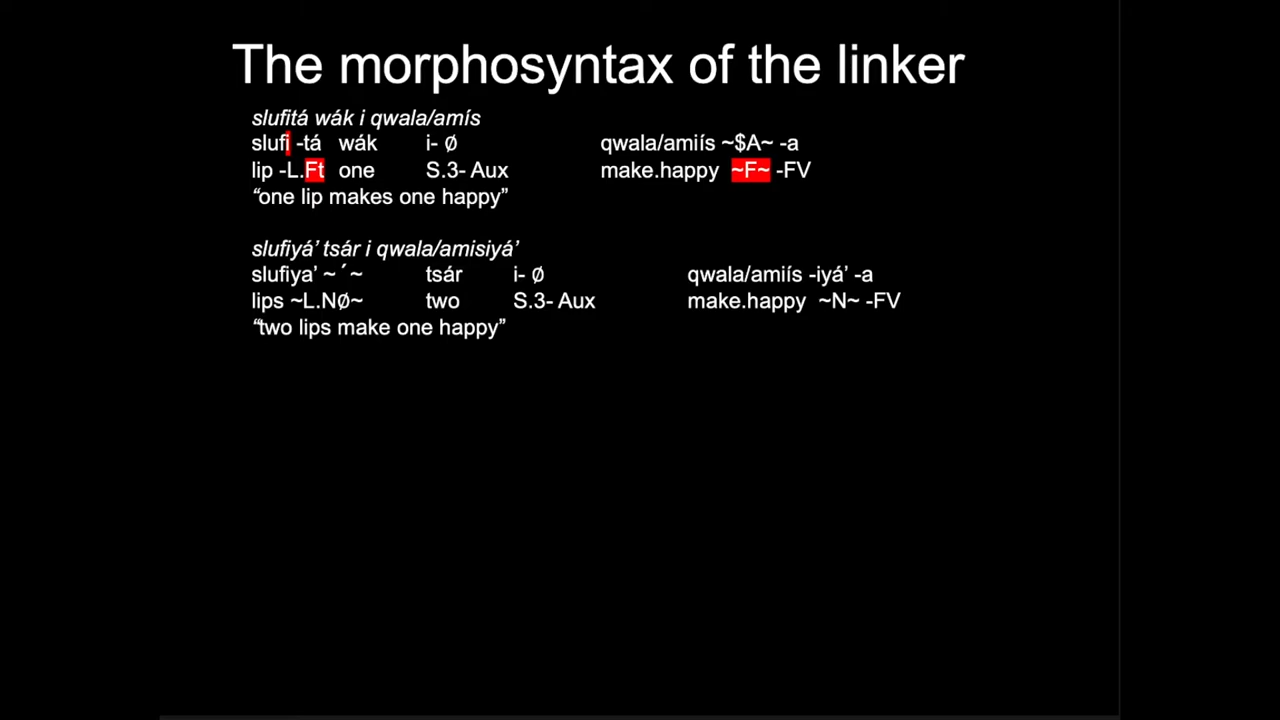 The morphosyntax of the linker
slufitá wák i qwala/amís
slufi -tá wák i- Ø qwala/amiís ~$A~ -a
lip -L.Ft one S.3- Aux make.happy ~F~ -FV
“one lip makes one happy”
slufiyá’ tsár i qwala/amisiyá’
slufiya’ ~ ́ ~ tsár i- Ø qwala/amiís -iyá’ -a
lips ~L.NØ~ two S.3- Aux make.happy ~N~ -FV
“two lips make one happy”